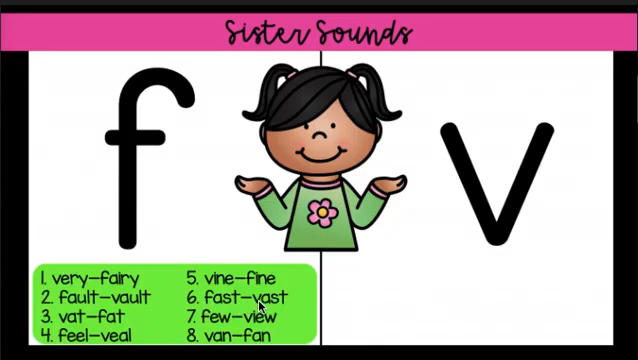 Sister Sounds
f
v
1. very–fairy
2. fault–vault
3. vat–fat
4. feel–veal
5. vine–fine
6. fast–vast
7. few–view
8. van–fan